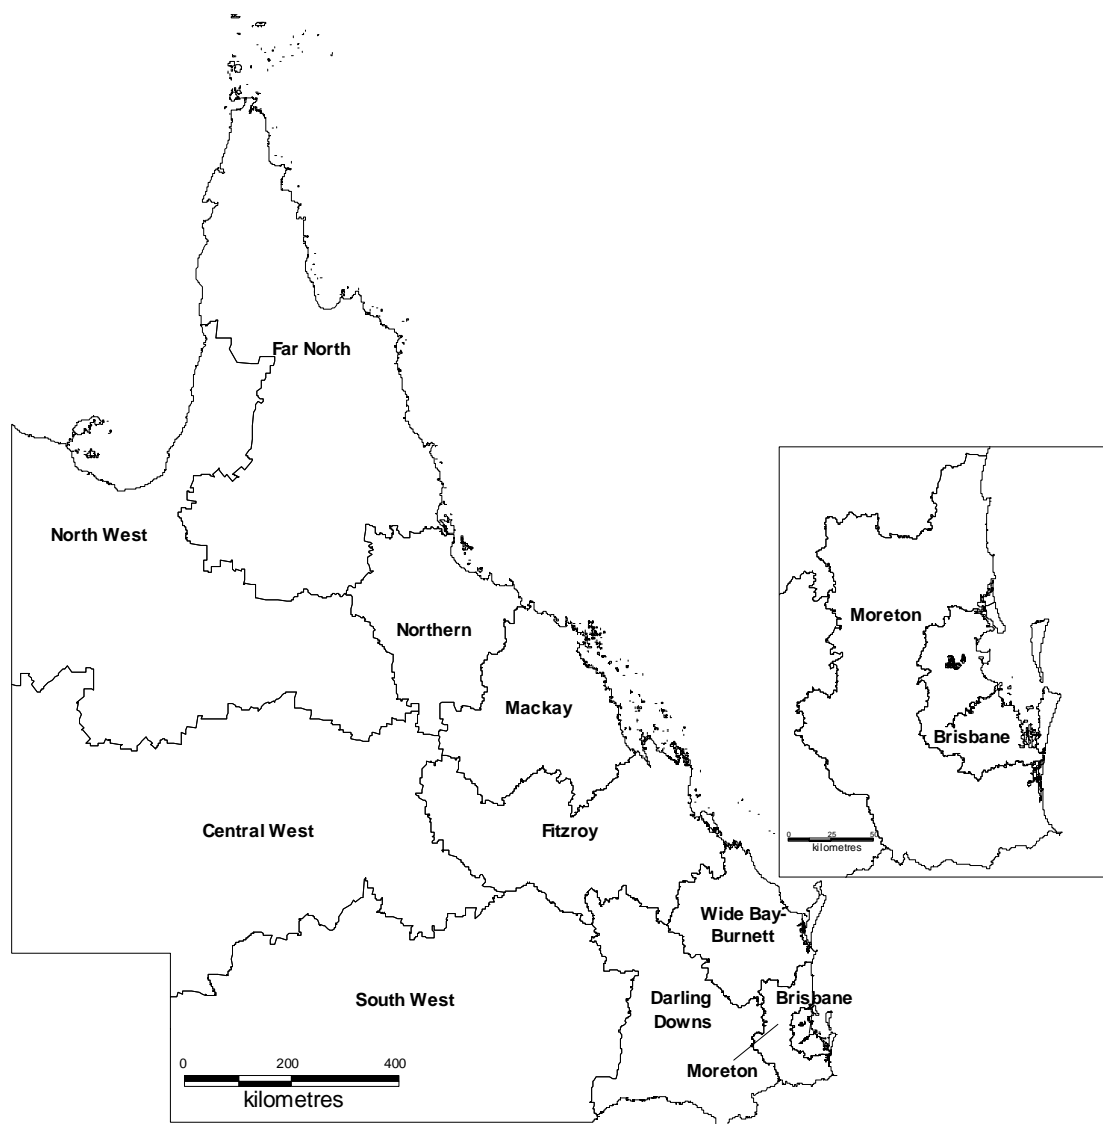 Far North
North West
Northern
Mackay
Central West
Fitzroy
Wide Bay-
Burnett
South West
Darling
Downs
Brisbane
Moreton
0 200 400
kilometres
Moreton
Brisbane
0 25 50
kilometres